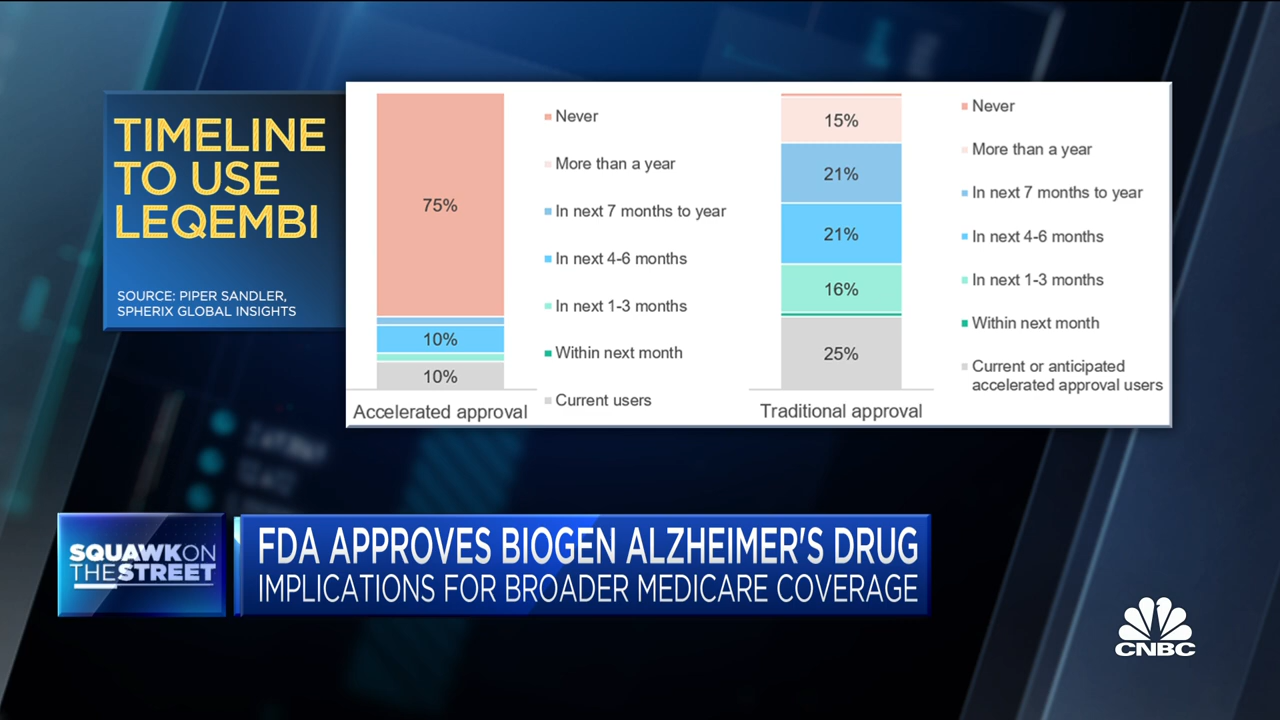 TIMELINE
TO USE
LEQEMBI
SOURCE: PIPER SANDLER,
SPHERIX GLOBAL INSIGHTS
75%
10%
10%
Accelerated approval
Never
More than a year
In next 7 months to year
In next 4-6 months
In next 1-3 months
Within next month
Current users
15%
21%
21%
16%
25%
Traditional approval
Never
More than a year
In next 7 months to year
In next 4-6 months
In next 1-3 months
Within next month
Current or anticipated
accelerated approval users
SQUAWK ON
THE STREET
FDA APPROVES BIOGEN ALZHEIMER'S DRUG
IMPLICATIONS FOR BROADER MEDICARE COVERAGE
CNBC